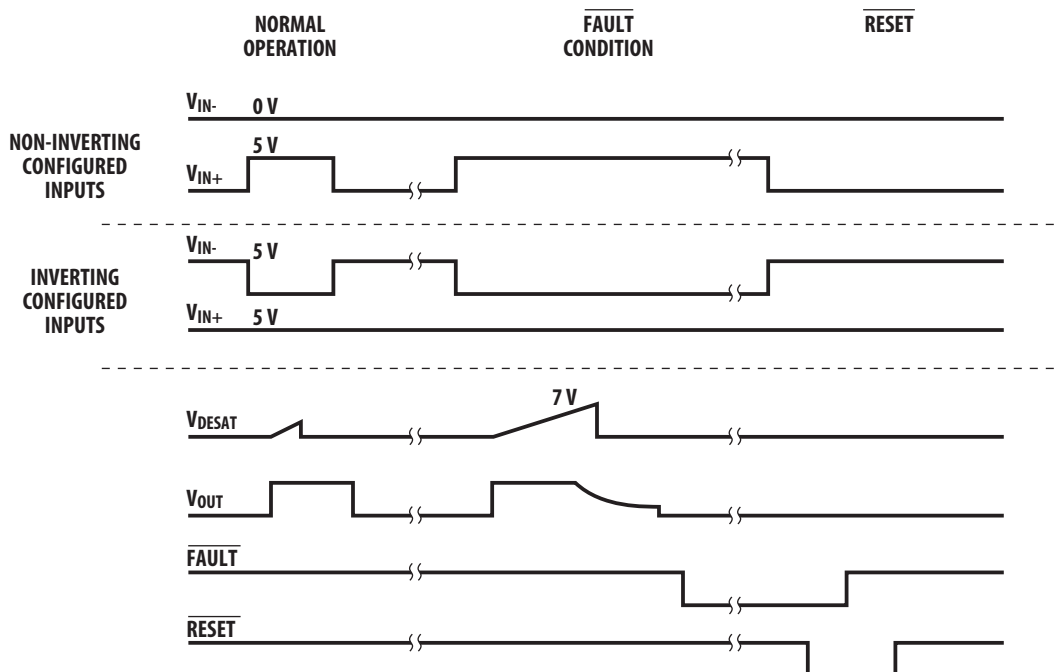 NORMAL
OPERATION
FAULT
CONDITION
RESET
NON-INVERTING
CONFIGURED
INPUTS
VIN- 0 V
5 V
VIN+
INVERTING
CONFIGURED
INPUTS
VIN- 5 V
VIN+ 5 V
7 V
VDESAT
VOUT
FAULT
RESET